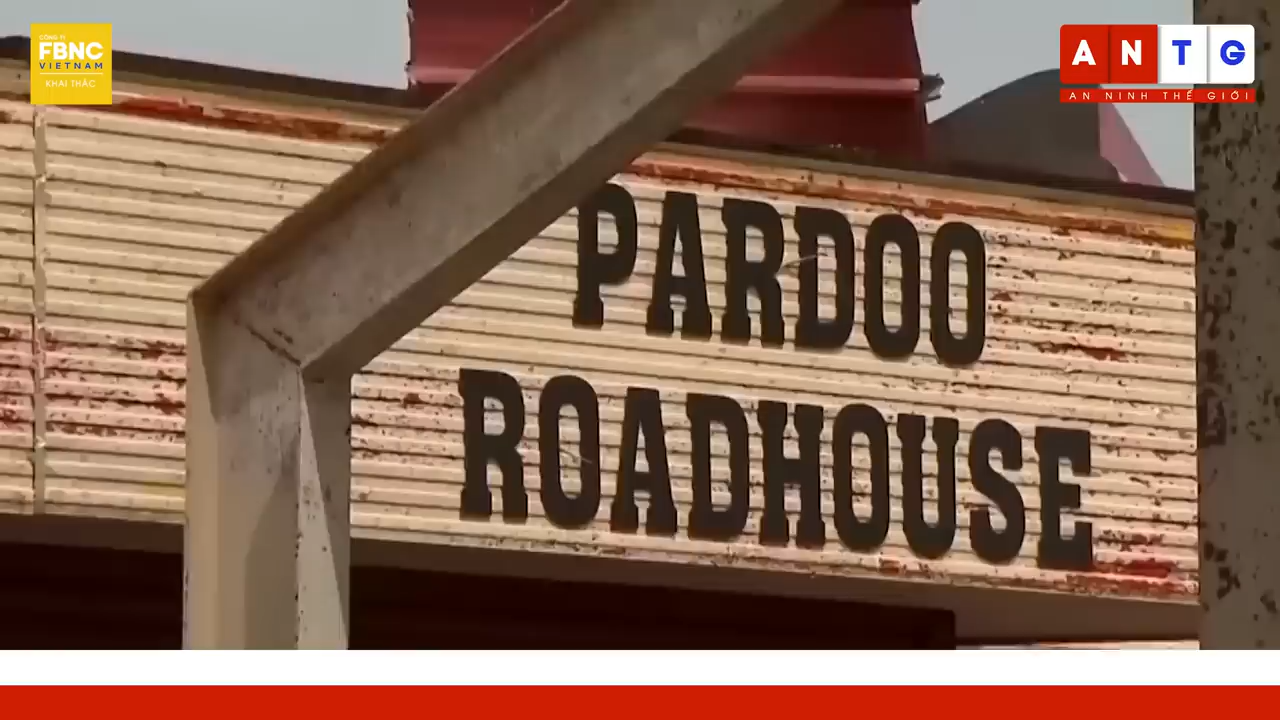 CÔNG TY
FBNC
VIETNAM
KHAI THÁC
ANTG
AN NINH THẾ GIỚI
PARDOO
ROADHOUSE